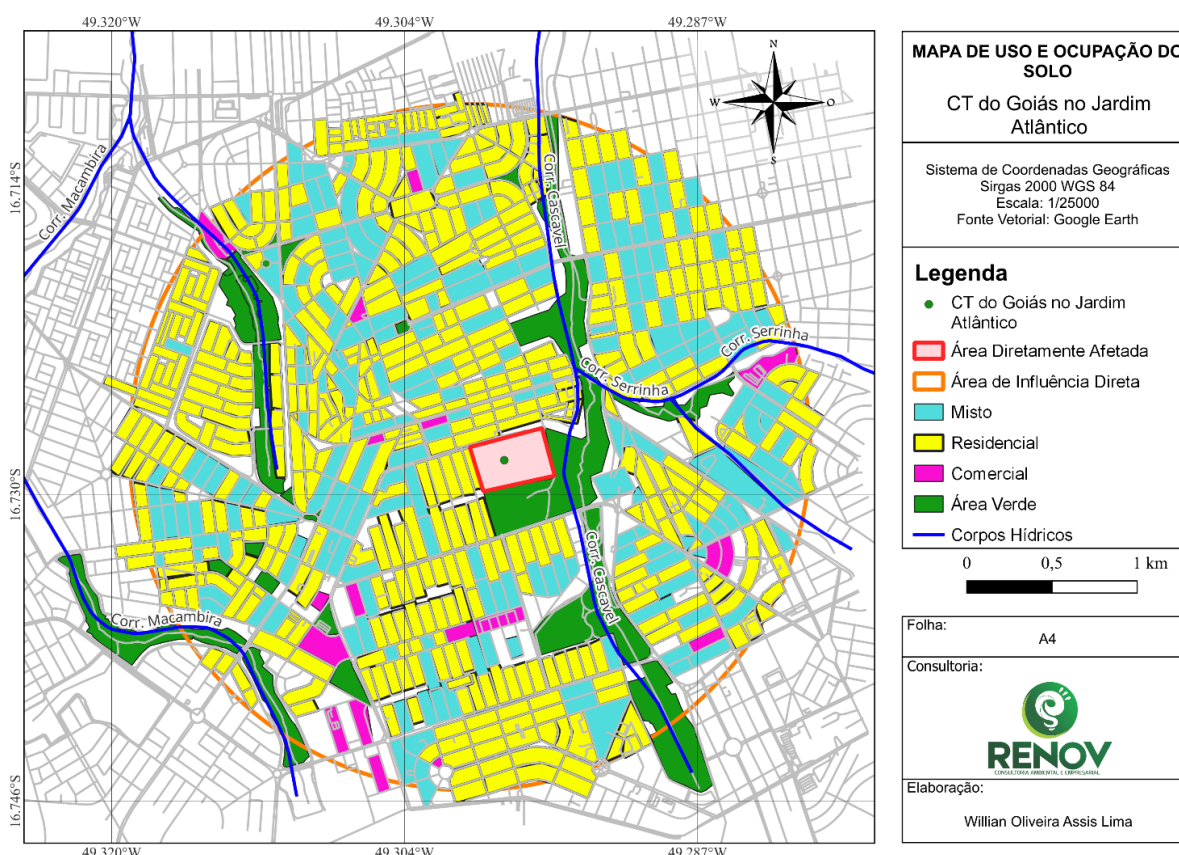 49.320°W
49.304°W
49.287°W
16.714°S
16.730°S
16.746°S
N
W
O
S
Corr. Macambira
Corr. Cascavel
Corr. Serrinha
Corr. Serrinha
Corr. Cascavel
Corr. Macambira
49.320°W
49.304°W
49.287°W
MAPA DE USO E OCUPAÇÃO DO
SOLO
CT do Goiás no Jardim
Atlântico
Sistema de Coordenadas Geográficas
Sirgas 2000 WGS 84
Escala: 1/25000
Fonte Vetorial: Google Earth
Legenda
CT do Goiás no Jardim
Atlântico
Área Diretamente Afetada
Área de Influência Direta
Misto
Residencial
Comercial
Área Verde
Corpos Hídricos
0 0,5 1 km
Folha:
A4
Consultoria:
RENOV
CONSULTORIA AMBIENTAL E EMPRESARIAL
Elaboração:
Willian Oliveira Assis Lima